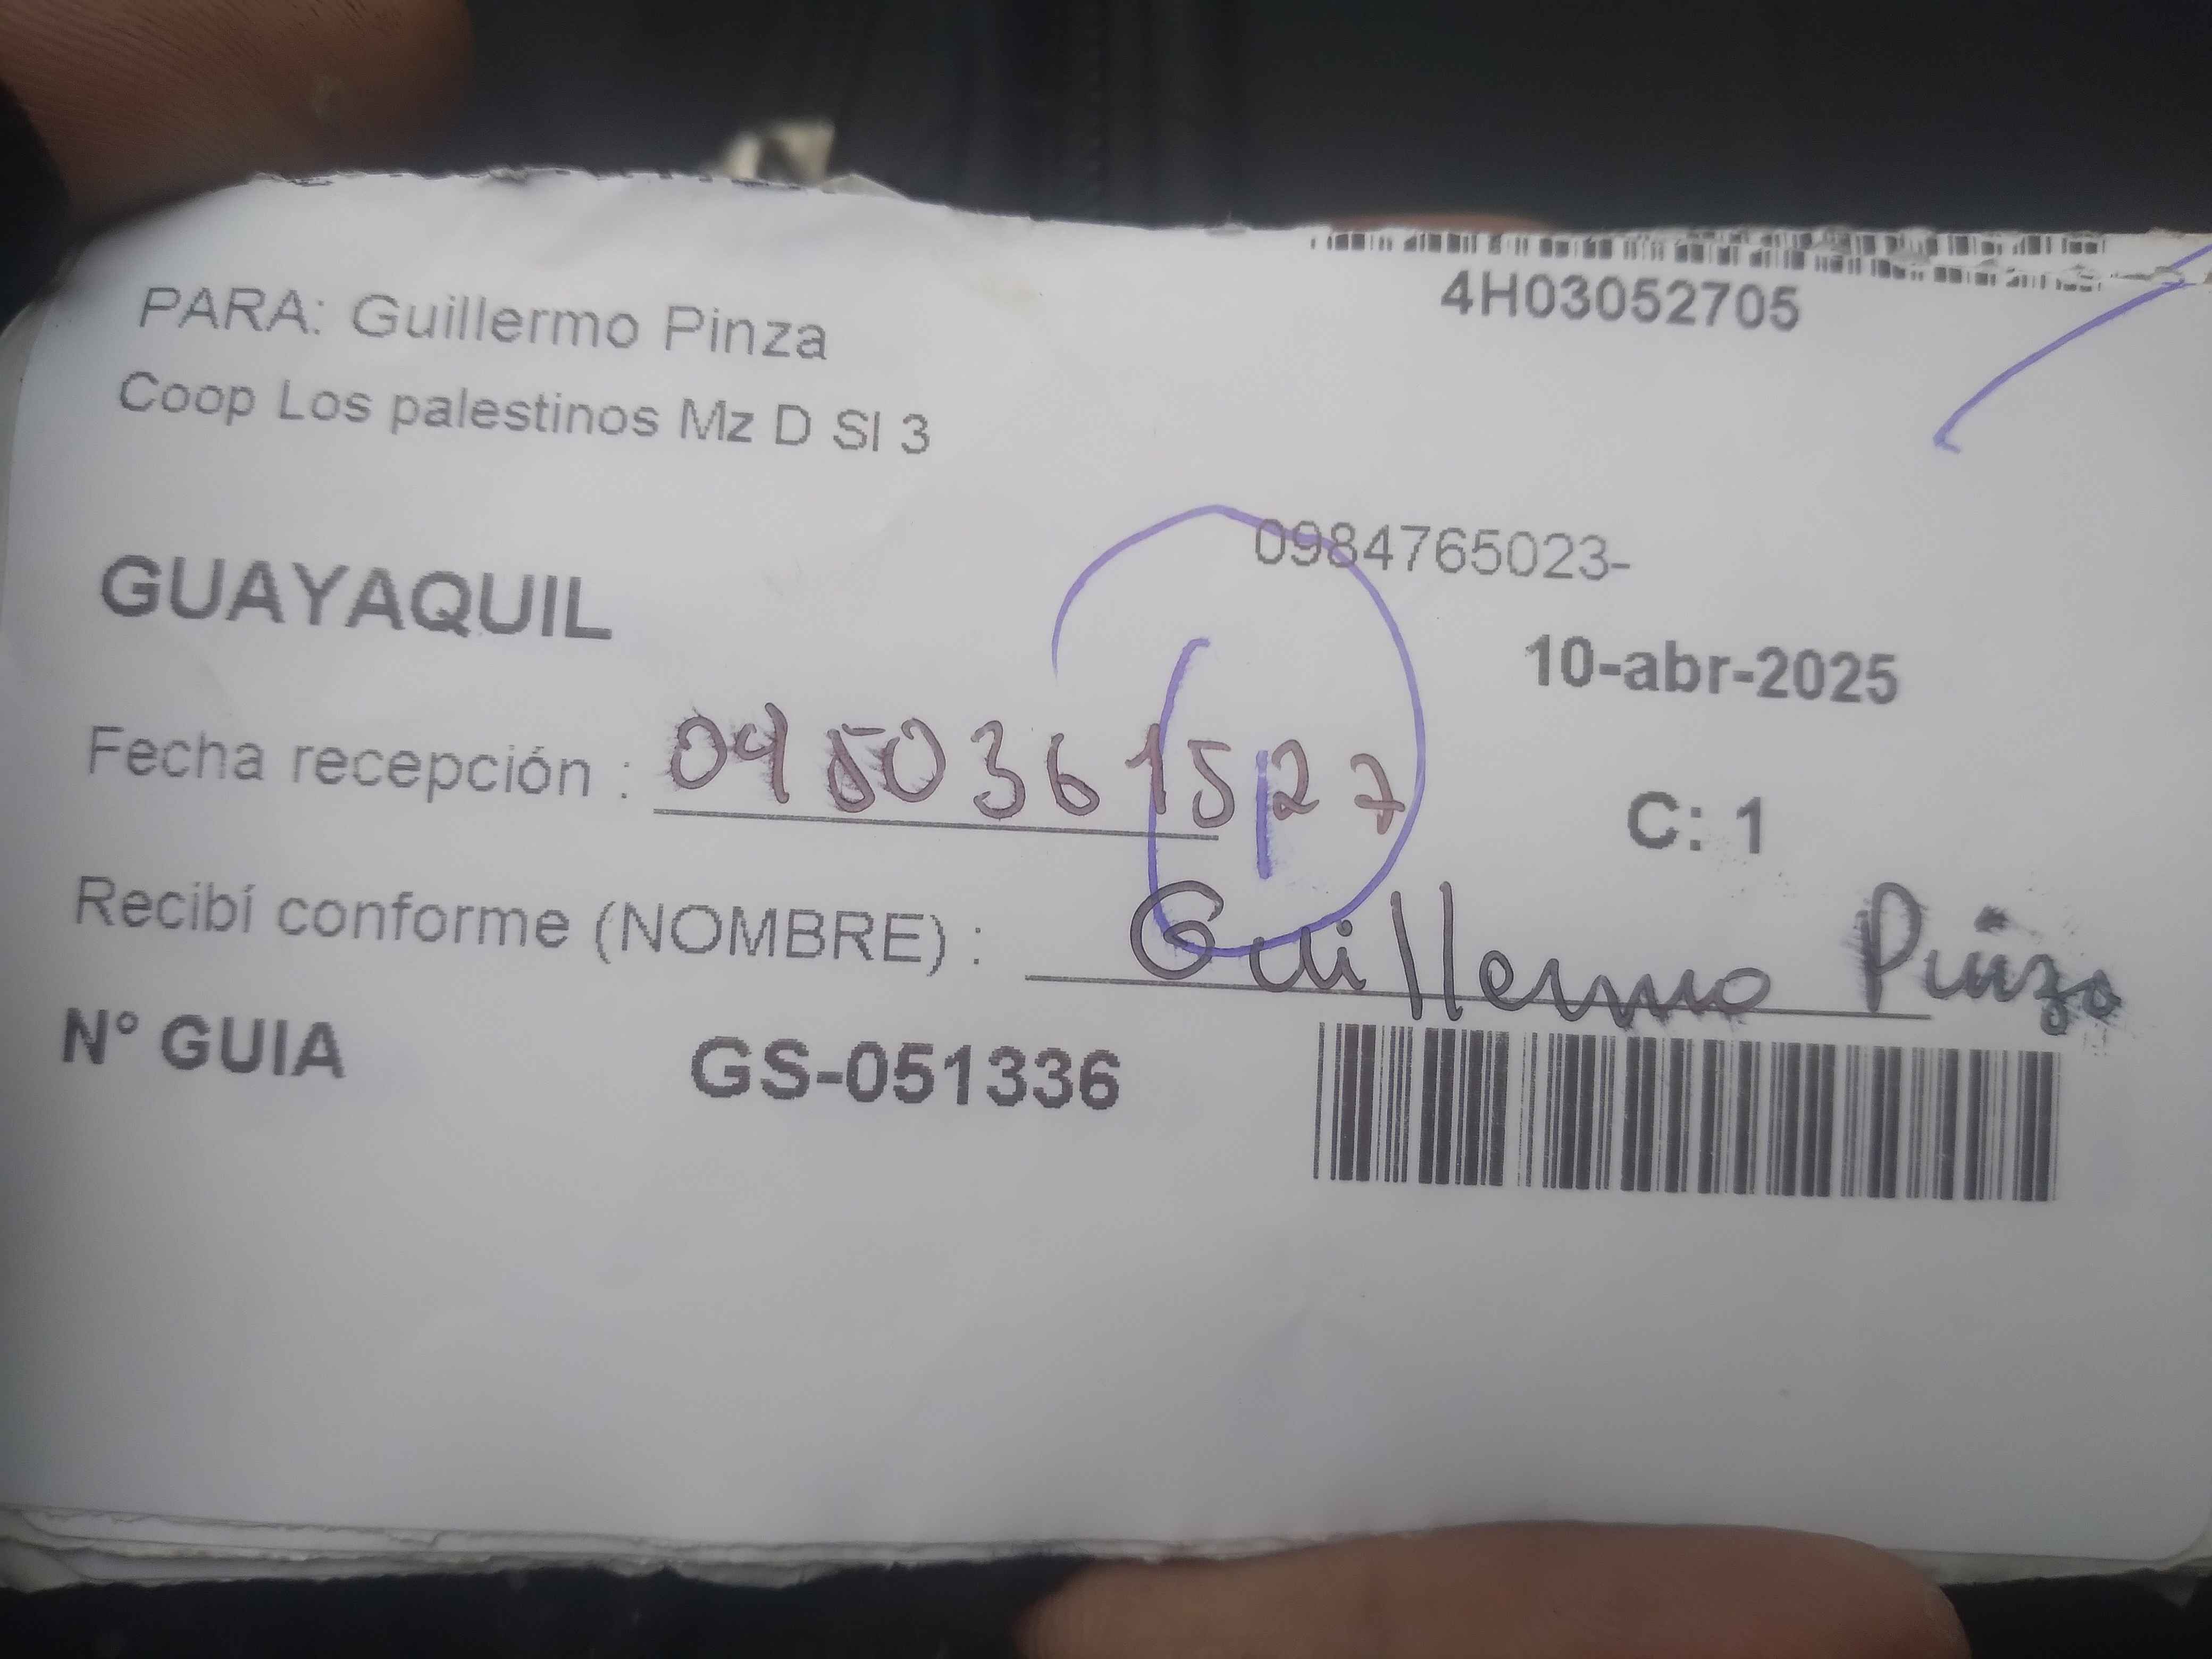 4H03052705
PARA: Guillermo Pinza
Coop Los palestinos Mz D Sl 3
0984765023-
GUAYAQUIL
10-abr-2025
Fecha recepción : 0950361527
C: 1
Recibí conforme (NOMBRE) : Guillermo Pinza
N° GUIA GS-051336